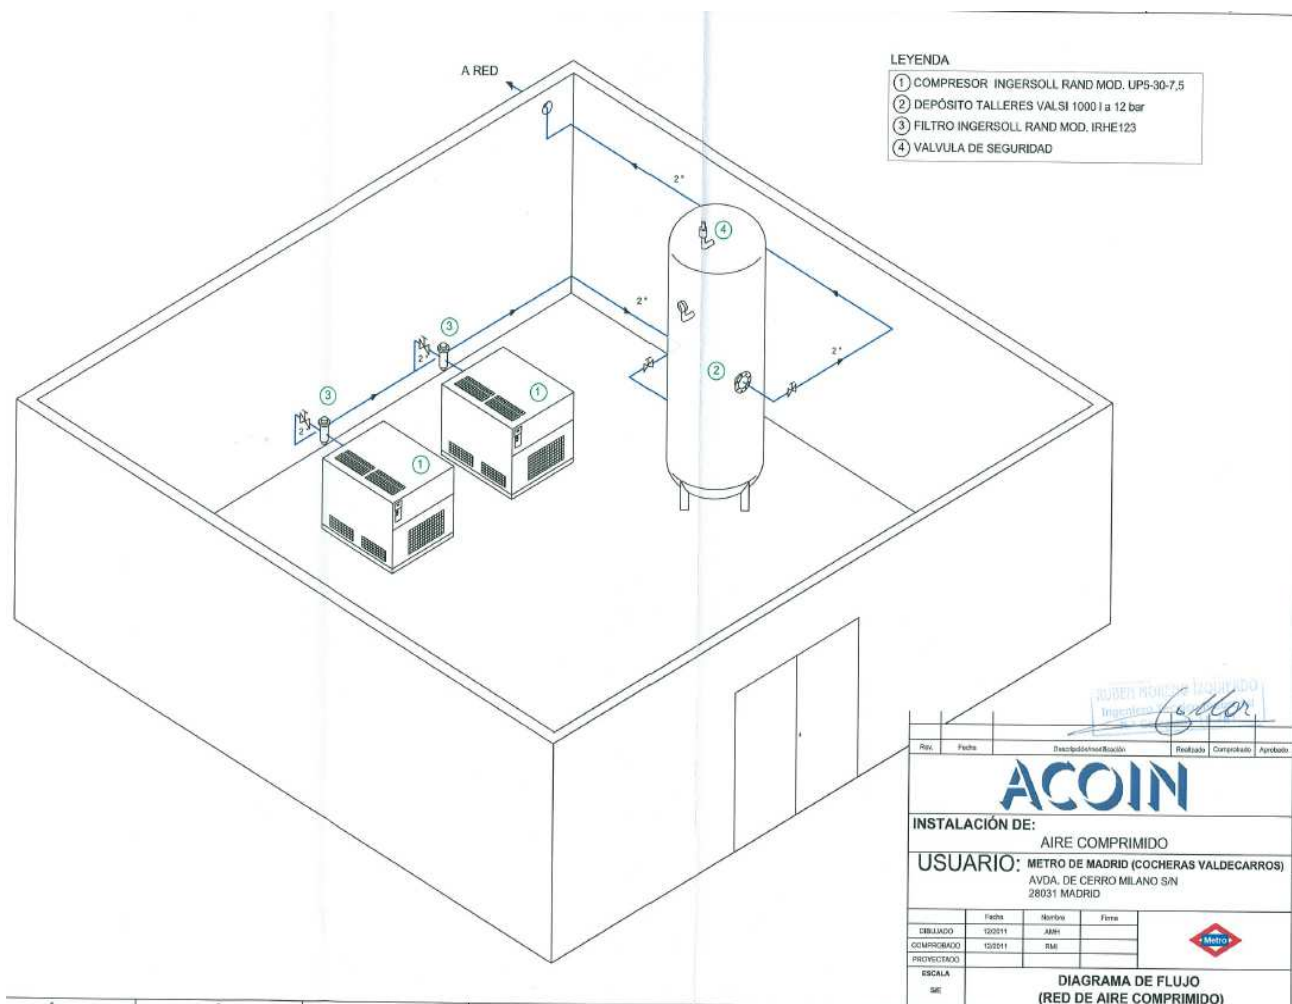 A RED
LEYENDA
1 COMPRESOR INGERSOLL RAND MOD. UP5-30-7,5
2 DEPÓSITO TALLERES VALSI 1000 l a 12 bar
3 FILTRO INGERSOLL RAND MOD. IRHE123
4 VALVULA DE SEGURIDAD
2"
4
2"
3
2"
2
2"
3
1
2"
1
Rev. Fecha Descripción/modificación Realizado Comprobado Aprobado
ACOIN
INSTALACIÓN DE:
AIRE COMPRIMIDO
USUARIO: METRO DE MADRID (COCHERAS VALDECARROS)
AVDA. DE CERRO MILANO S/N
28031 MADRID
Fecha Nombre Firma
DIBUJADO 12/2011 AMH
COMPROBADO 12/2011 RMI
PROYECTADO
Metro
ESCALA
S/E
DIAGRAMA DE FLUJO
(RED DE AIRE COMPRIMIDO)